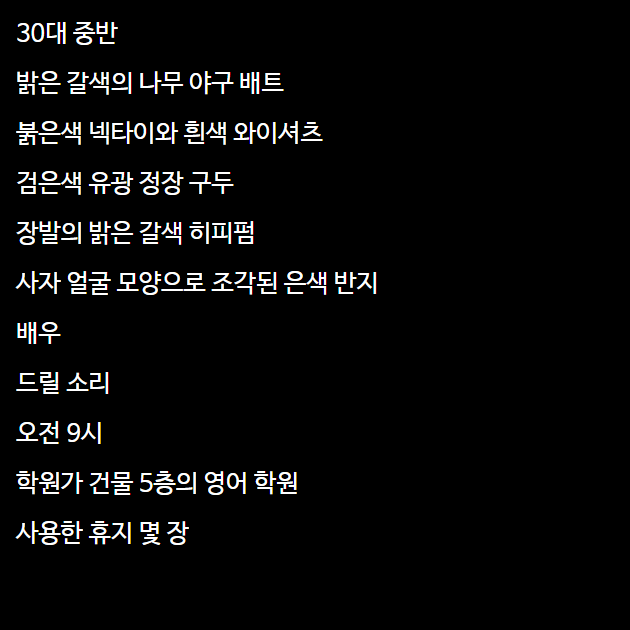 30대 중반
밝은 갈색의 나무 야구 배트
붉은색 넥타이와 흰색 와이셔츠
검은색 유광 정장 구두
장발의 밝은 갈색 히피펌
사자 얼굴 모양으로 조각된 은색 반지
배우
드릴 소리
오전 9시
학원가 건물 5층의 영어 학원
사용한 휴지 몇 장